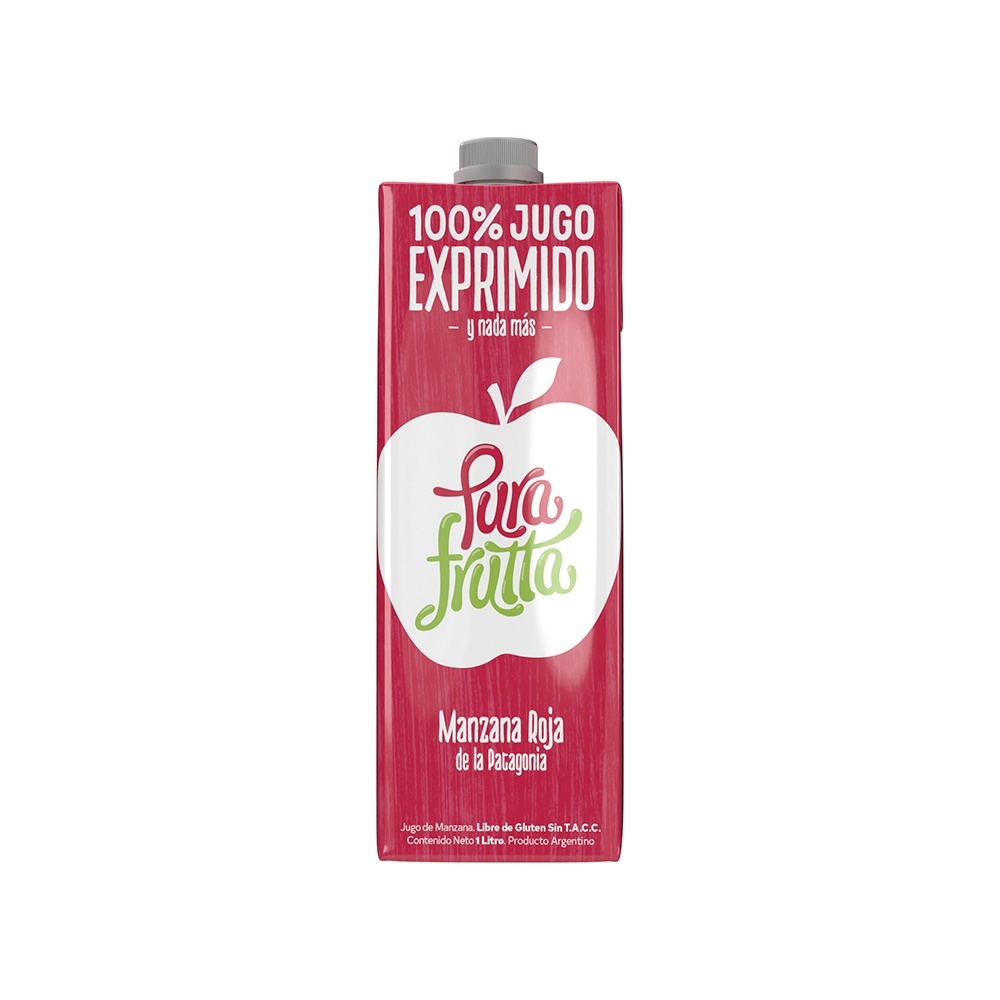 100% JUGO
EXPRIMIDO
– y nada más –
Pura
frutta
Manzana Roja
de la Patagonia
Jugo de Manzana. Libre de Gluten Sin T.A.C.C.
Contenido Neto 1 Litro. Producto Argentino